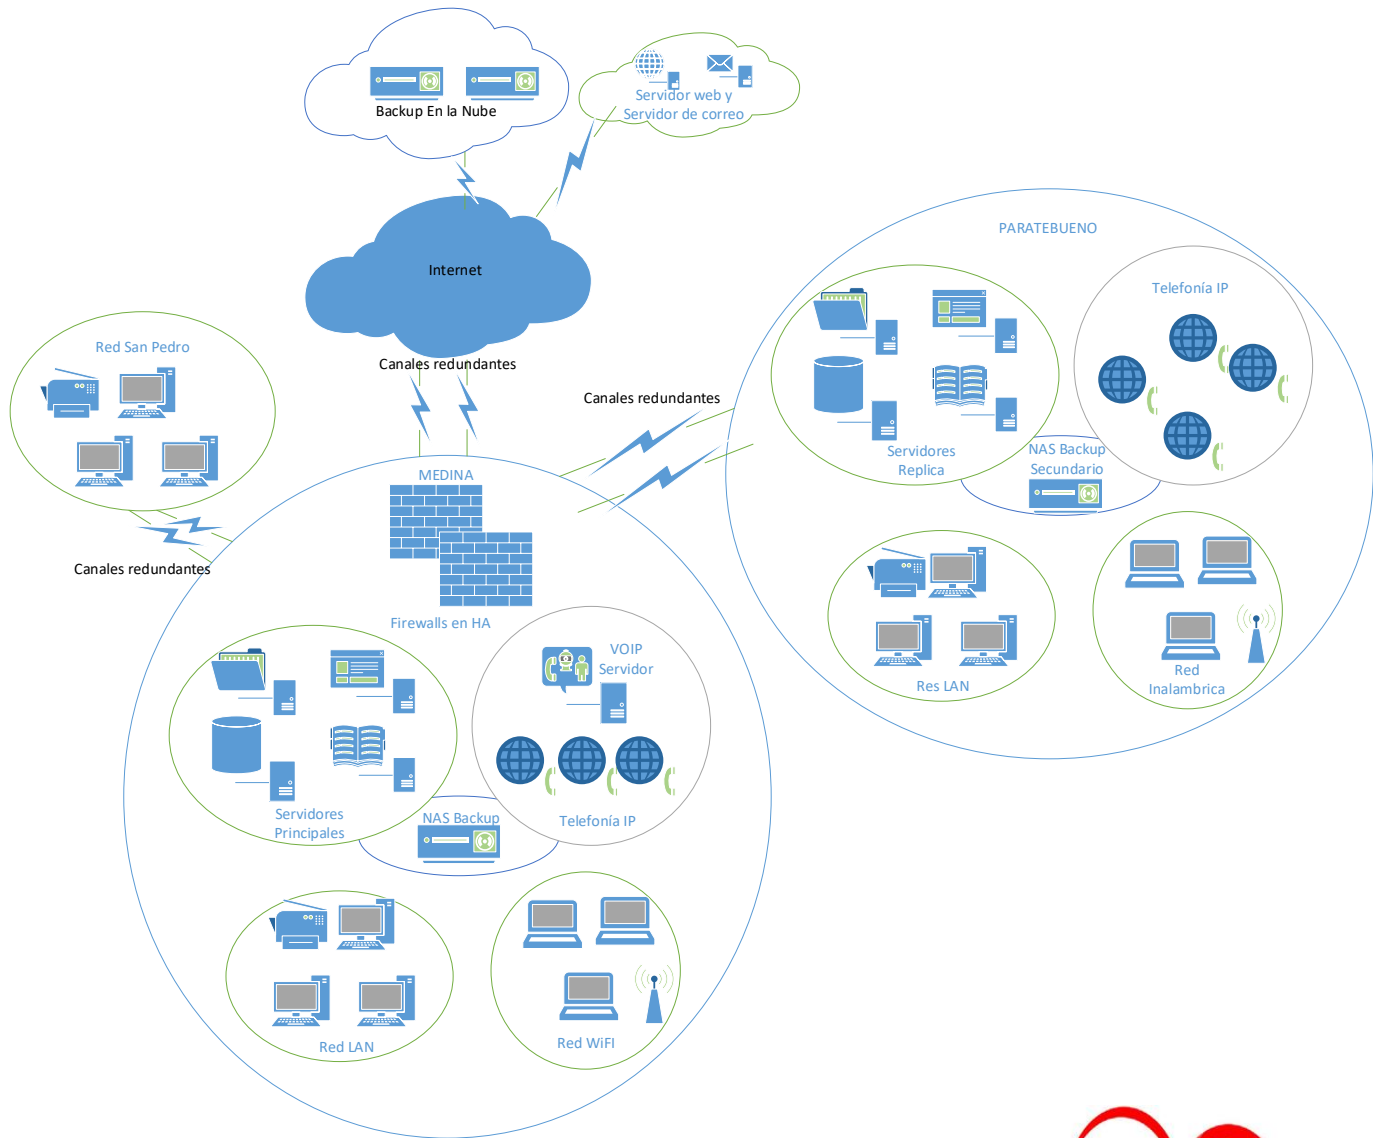 Backup En la Nube
Servidor web y
Servidor de correo
Internet
Canales redundantes
Red San Pedro
Canales redundantes
Canales redundantes
PARATEBUENO
Telefonía IP
Servidores
Replica
NAS Backup
Secundario
Res LAN
Red
Inalambrica
MEDINA
Firewalls en HA
VOIP
Servidor
Servidores
Principales
NAS Backup
Telefonía IP
Red LAN
Red WiFI